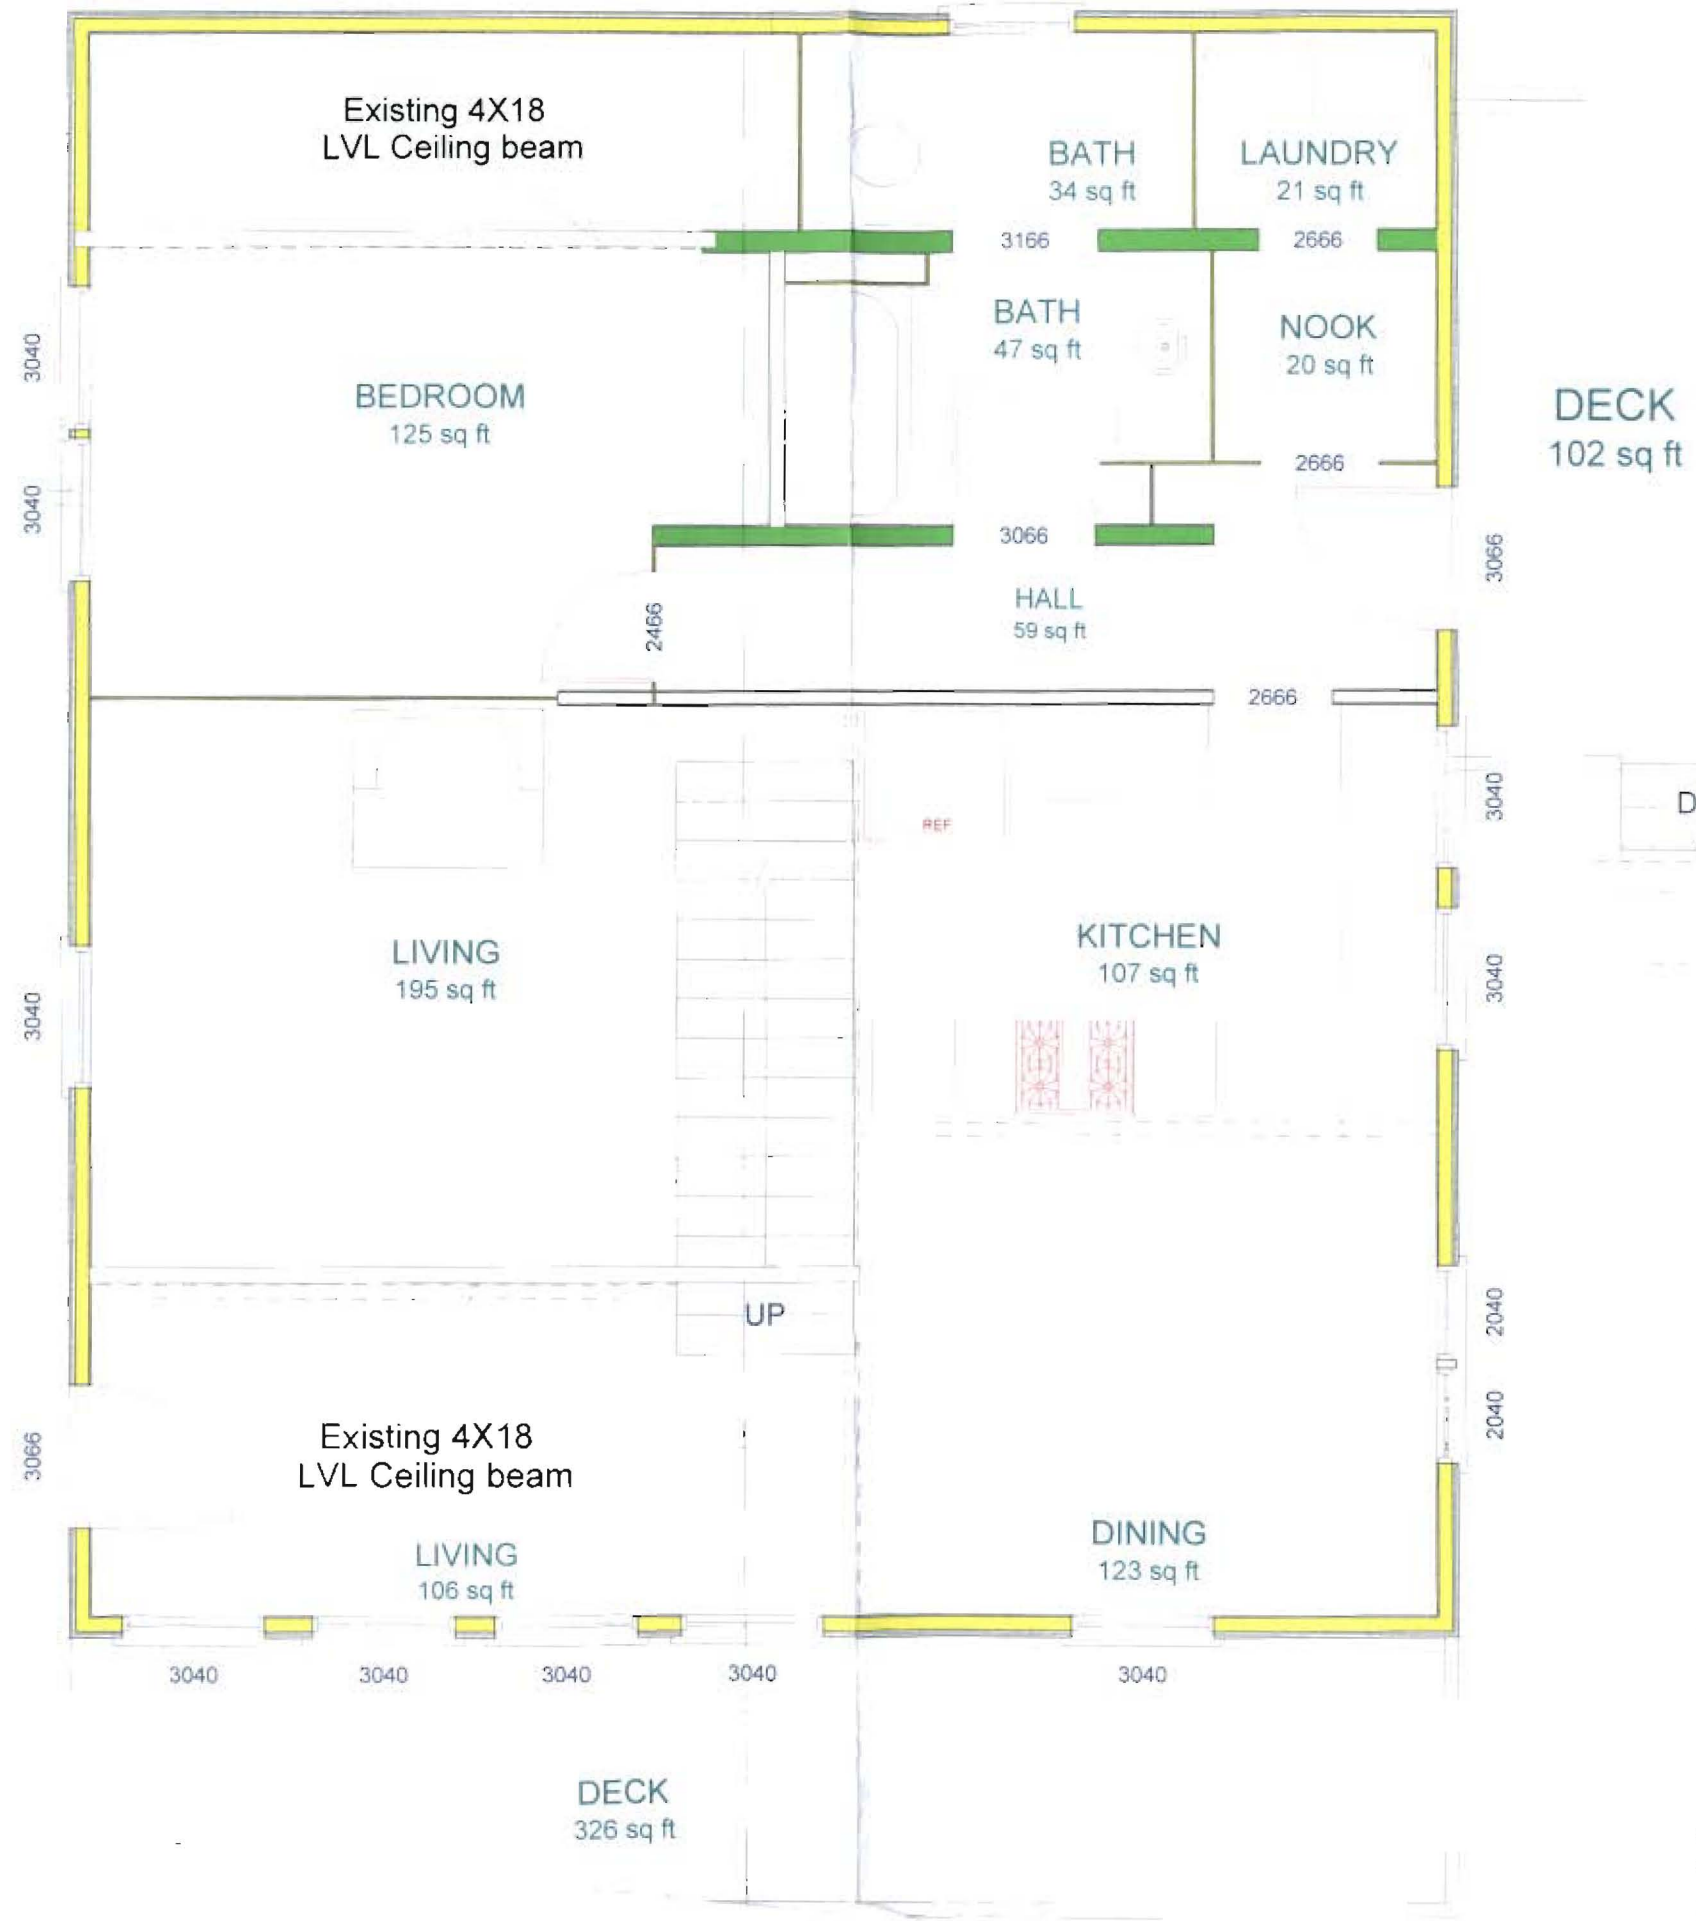 Existing 4X18
LVL Ceiling beam
BATH
34 sq ft
LAUNDRY
21 sq ft
3166
2666
BATH
47 sq ft
NOOK
20 sq ft
3040
BEDROOM
125 sq ft
DECK
102 sq ft
2666
3040
3066
3066
HALL
59 sq ft
2466
2666
3040
D
REF
LIVING
195 sq ft
KITCHEN
107 sq ft
3040
3040
UP
2040
2040
Existing 4X18
LVL Ceiling beam
3066
LIVING
106 sq ft
DINING
123 sq ft
3040
3040
3040
3040
3040
DECK
326 sq ft